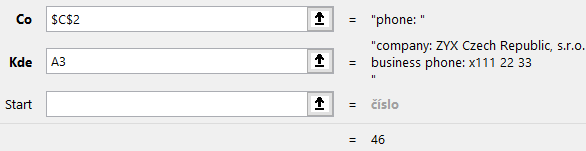 Co $C$2 = "phone: "
Kde A3 = "company: ZYX Czech Republic, s.r.o.
business phone: x111 22 33
"
Start = číslo
= 46